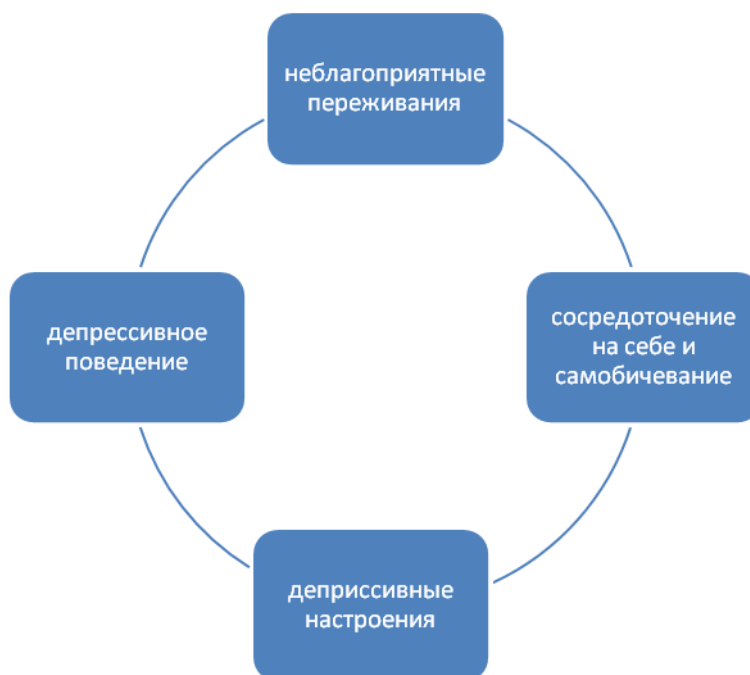 неблагоприятные
переживания
сосредоточение
на себе и
самобичевание
деприссивные
настроения
депрессивное
поведение